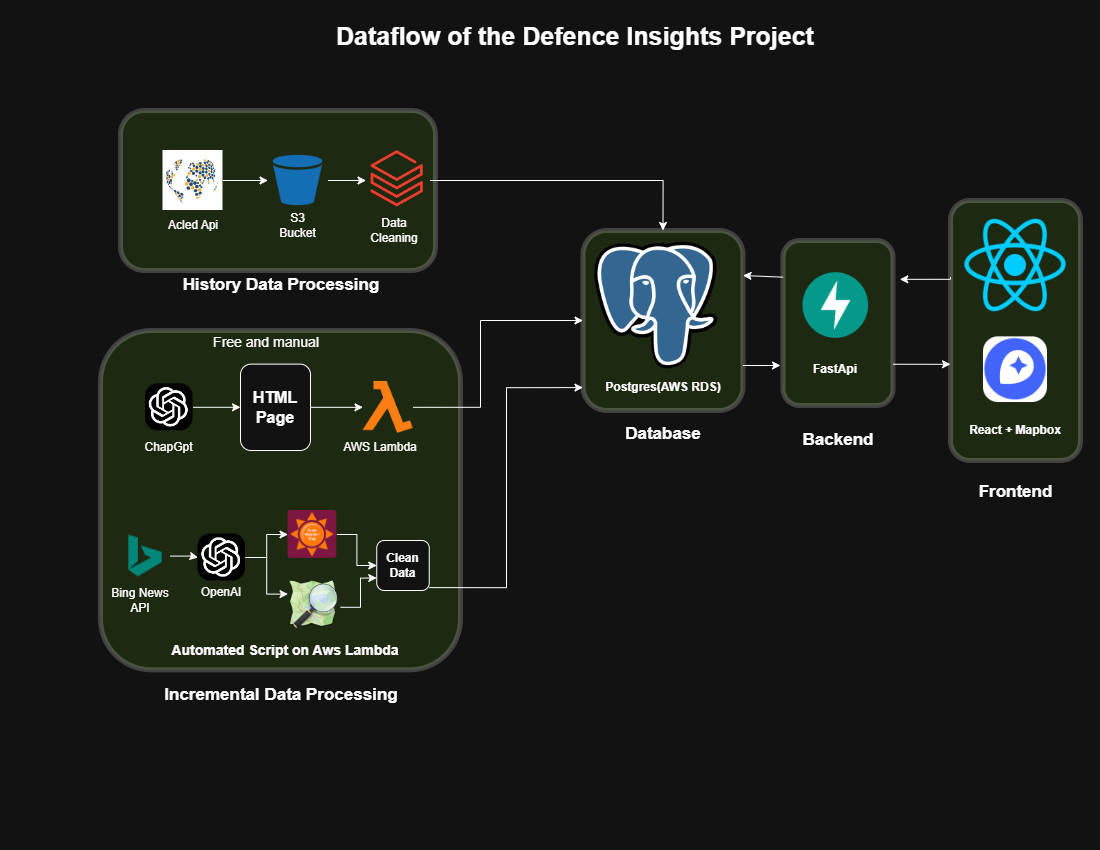 Dataflow of the Defence Insights Project
Acled Api
S3
Bucket
Data
Cleaning
History Data Processing
Free and manual
ChapGpt
HTML
Page
AWS Lambda
Bing News
API
OpenAI
Clean
Data
Automated Script on Aws Lambda
Incremental Data Processing
Postgres(AWS RDS)
Database
FastApi
Backend
React + Mapbox
Frontend